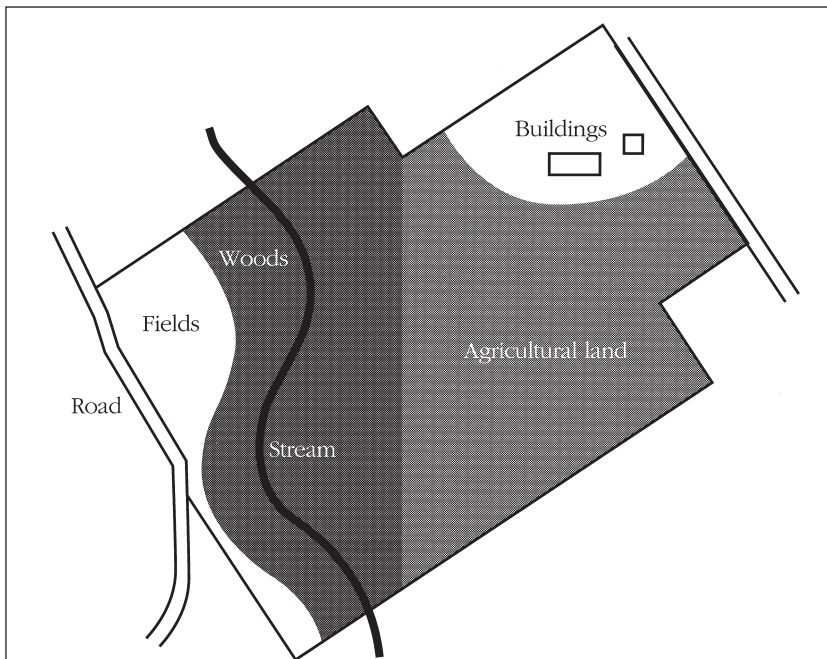 Buildings
Woods
Fields
Agricultural land
Road
Stream